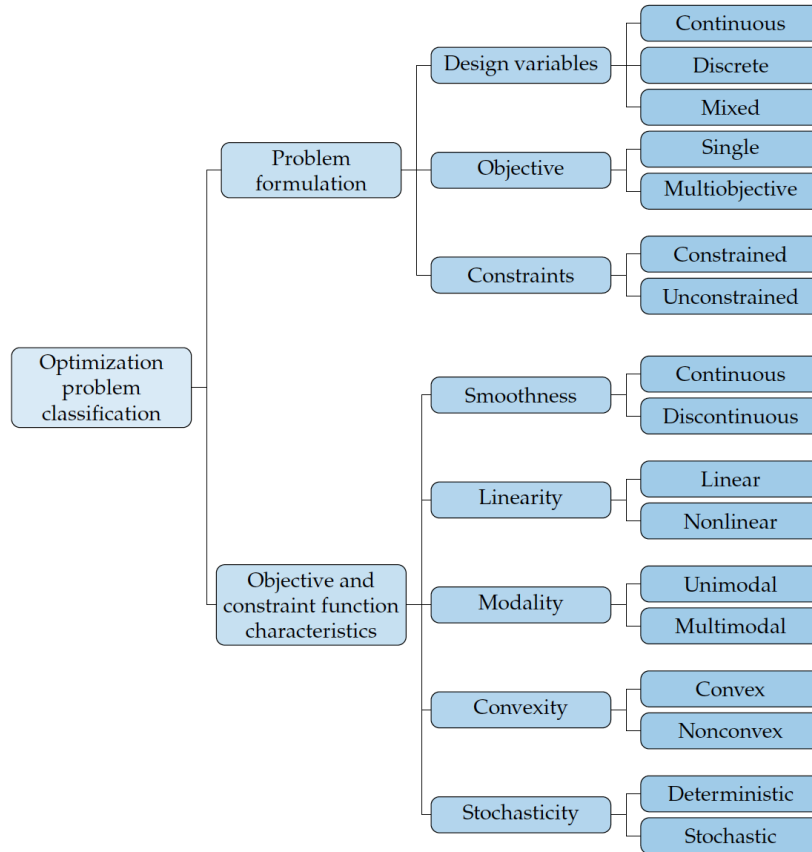 Continuous
Design variables
Discrete
Mixed
Problem
formulation
Single
Objective
Multiobjective
Constrained
Constraints
Unconstrained
Optimization
problem
classification
Continuous
Smoothness
Discontinuous
Linear
Linearity
Nonlinear
Objective and
constraint function
characteristics
Unimodal
Modality
Multimodal
Convex
Convexity
Nonconvex
Deterministic
Stochasticity
Stochastic